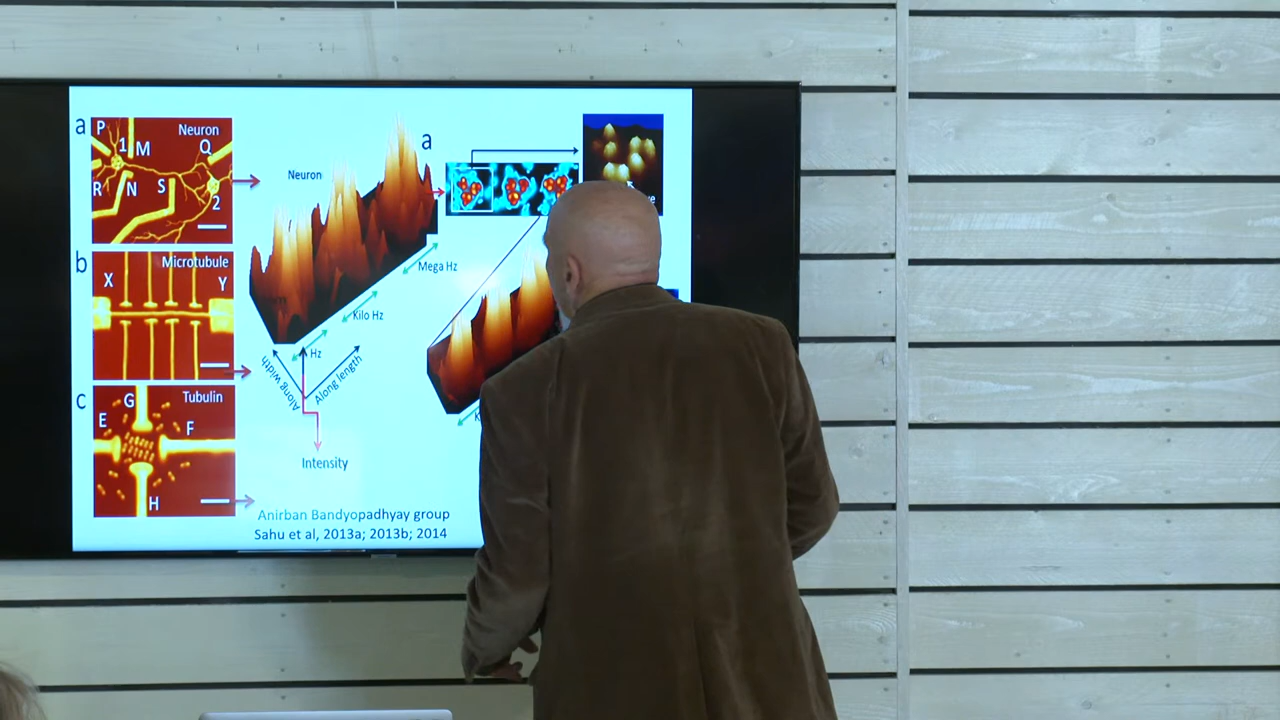 a
P
1
M
Neuron
Q
R
N
S
2
b
X
Microtubule
Y
c
G
Tubulin
E
F
H
Neuron
Mega Hz
Kilo Hz
Hz
Along width
Along length
Intensity
a
Anirban Bandyopadhyay group
Sahu et al, 2013a; 2013b; 2014